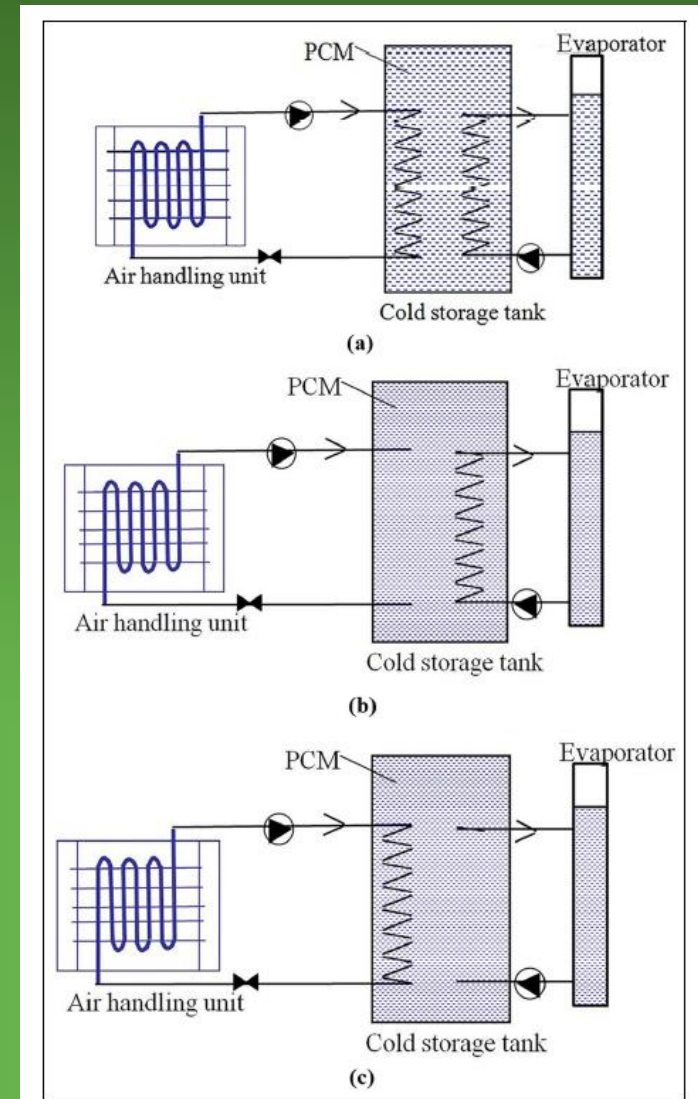 Evaporator
PCM
Air handling unit
Cold storage tank
(a)
Evaporator
PCM
Air handling unit
Cold storage tank
(b)
Evaporator
PCM
Air handling unit
Cold storage tank
(c)